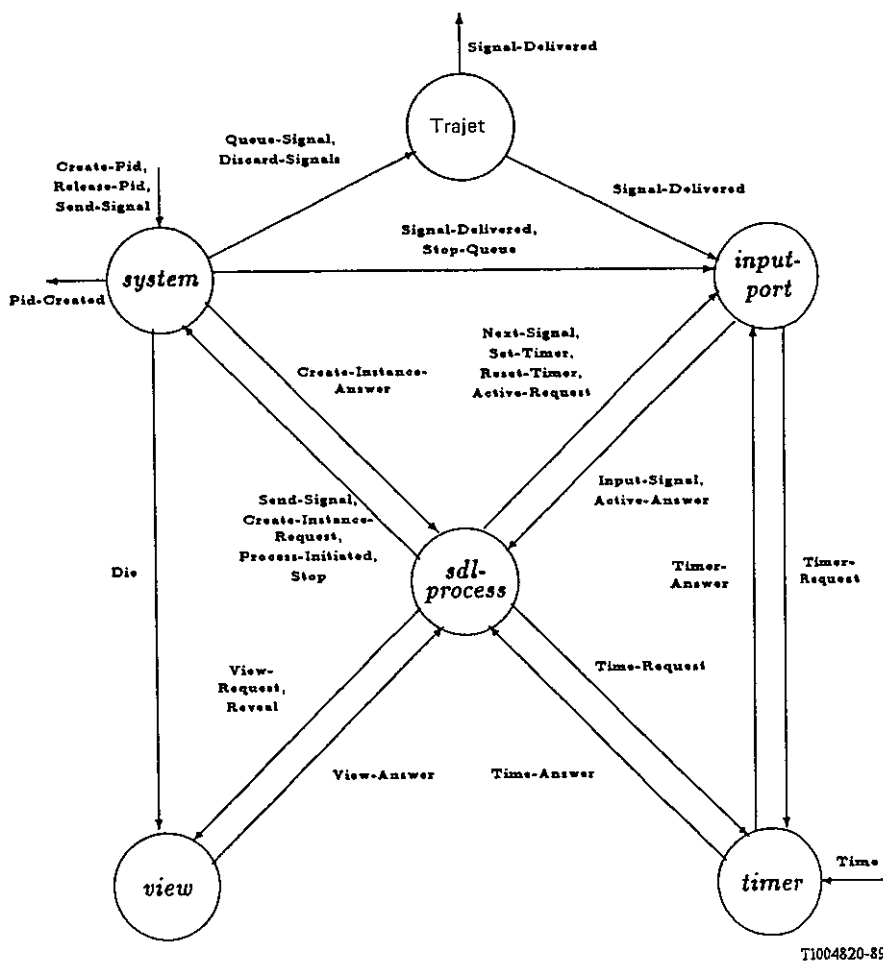 Signal-Delivered
Trajet
Queue-Signal,
Discard-Signals
Create-Pid,
Release-Pid,
Send-Signal
Signal-Delivered
Signal-Delivered,
Stop-Queue
system
input-
port
Pid-Created
Next-Signal,
Set-Timer,
Reset-Timer,
Active-Request
Create-Instance-
Answer
Input-Signal,
Active-Answer
Send-Signal,
Create-Instance-
Request,
Process-Initiated,
Stop
sdl-
process
Die
Timer-
Answer
Timer-
Request
View-
Request,
Reveal
Time-Request
View-Answer
Time-Answer
view
timer
Time
T1004820-89